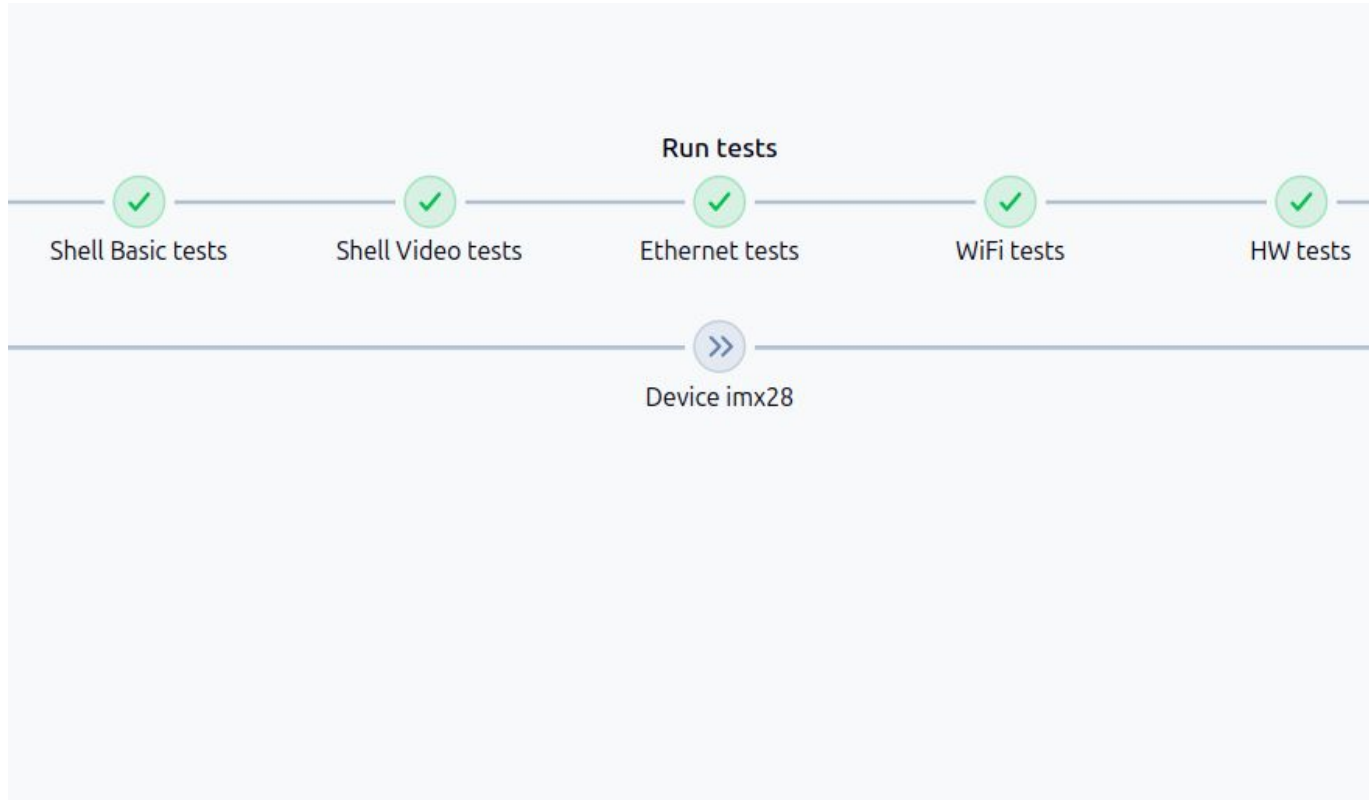 Run tests
Shell Basic tests
Shell Video tests
Ethernet tests
WiFi tests
HW tests
Device imx28